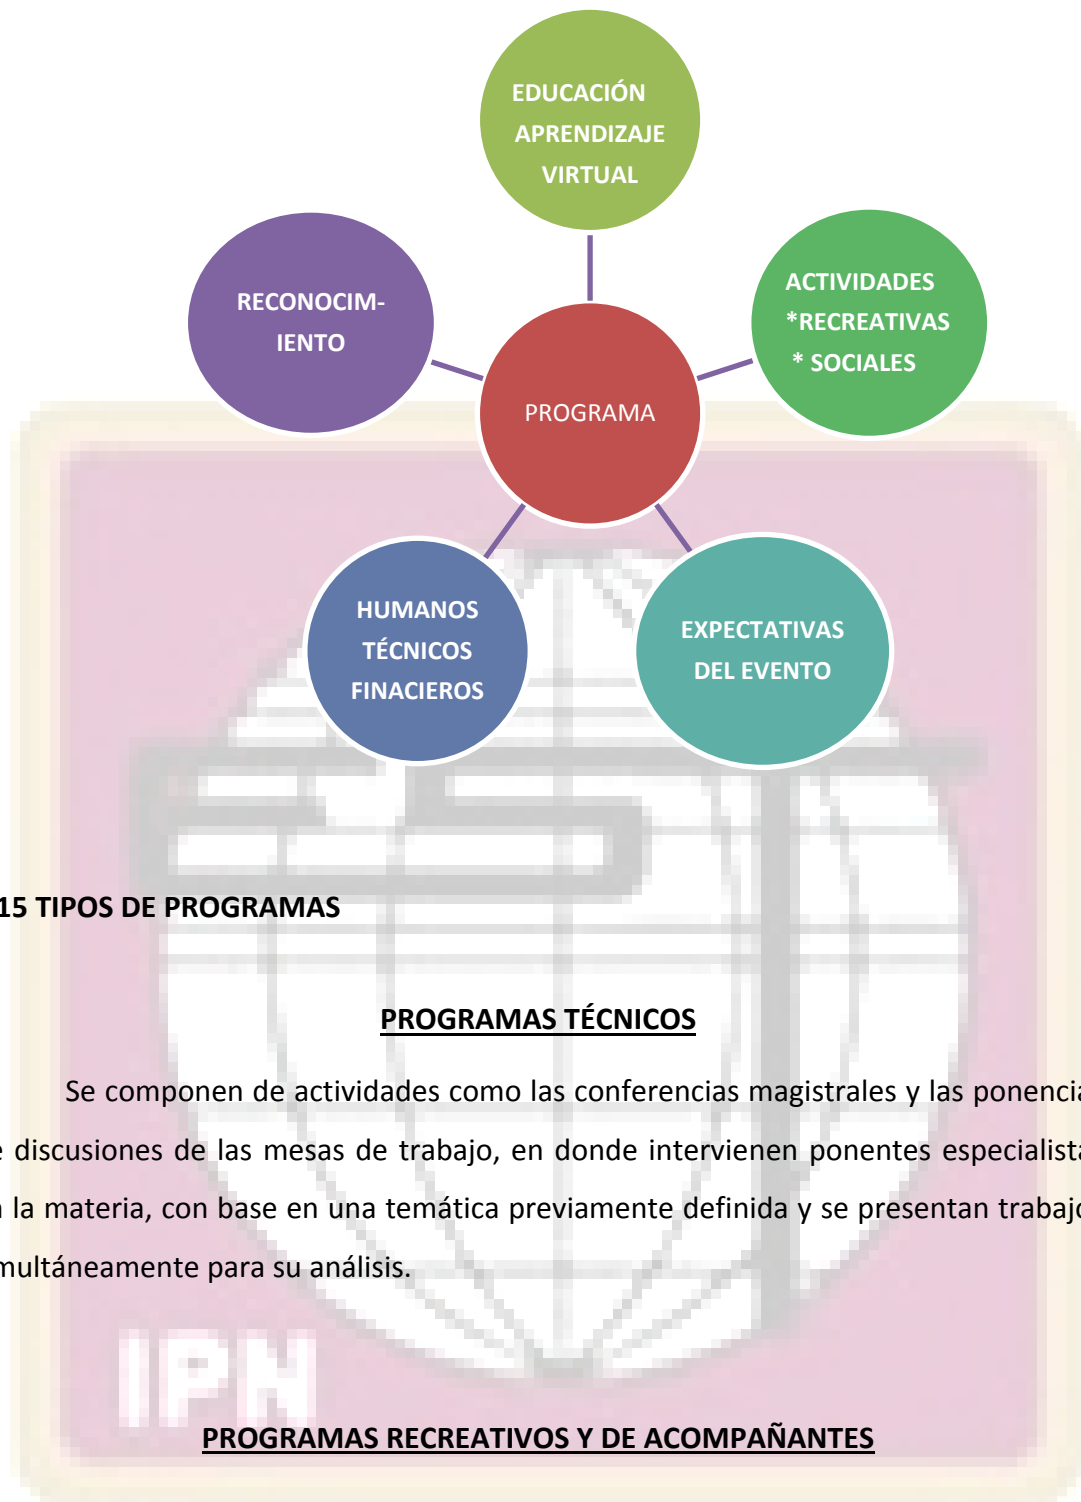 EDUCACIÓN
APRENDIZAJE
VIRTUAL
RECONOCIM-
IENTO
ACTIVIDADES
*RECREATIVAS
* SOCIALES
PROGRAMA
HUMANOS
TÉCNICOS
FINACIEROS
EXPECTATIVAS
DEL EVENTO
15 TIPOS DE PROGRAMAS
PROGRAMAS TÉCNICOS
Se componen de actividades como las conferencias magistrales y las ponencia
e discusiones de las mesas de trabajo, en donde intervienen ponentes especialista
la materia, con base en una temática previamente definida y se presentan trabajo
multáneamente para su análisis.
IPN
PROGRAMAS RECREATIVOS Y DE ACOMPAÑANTES